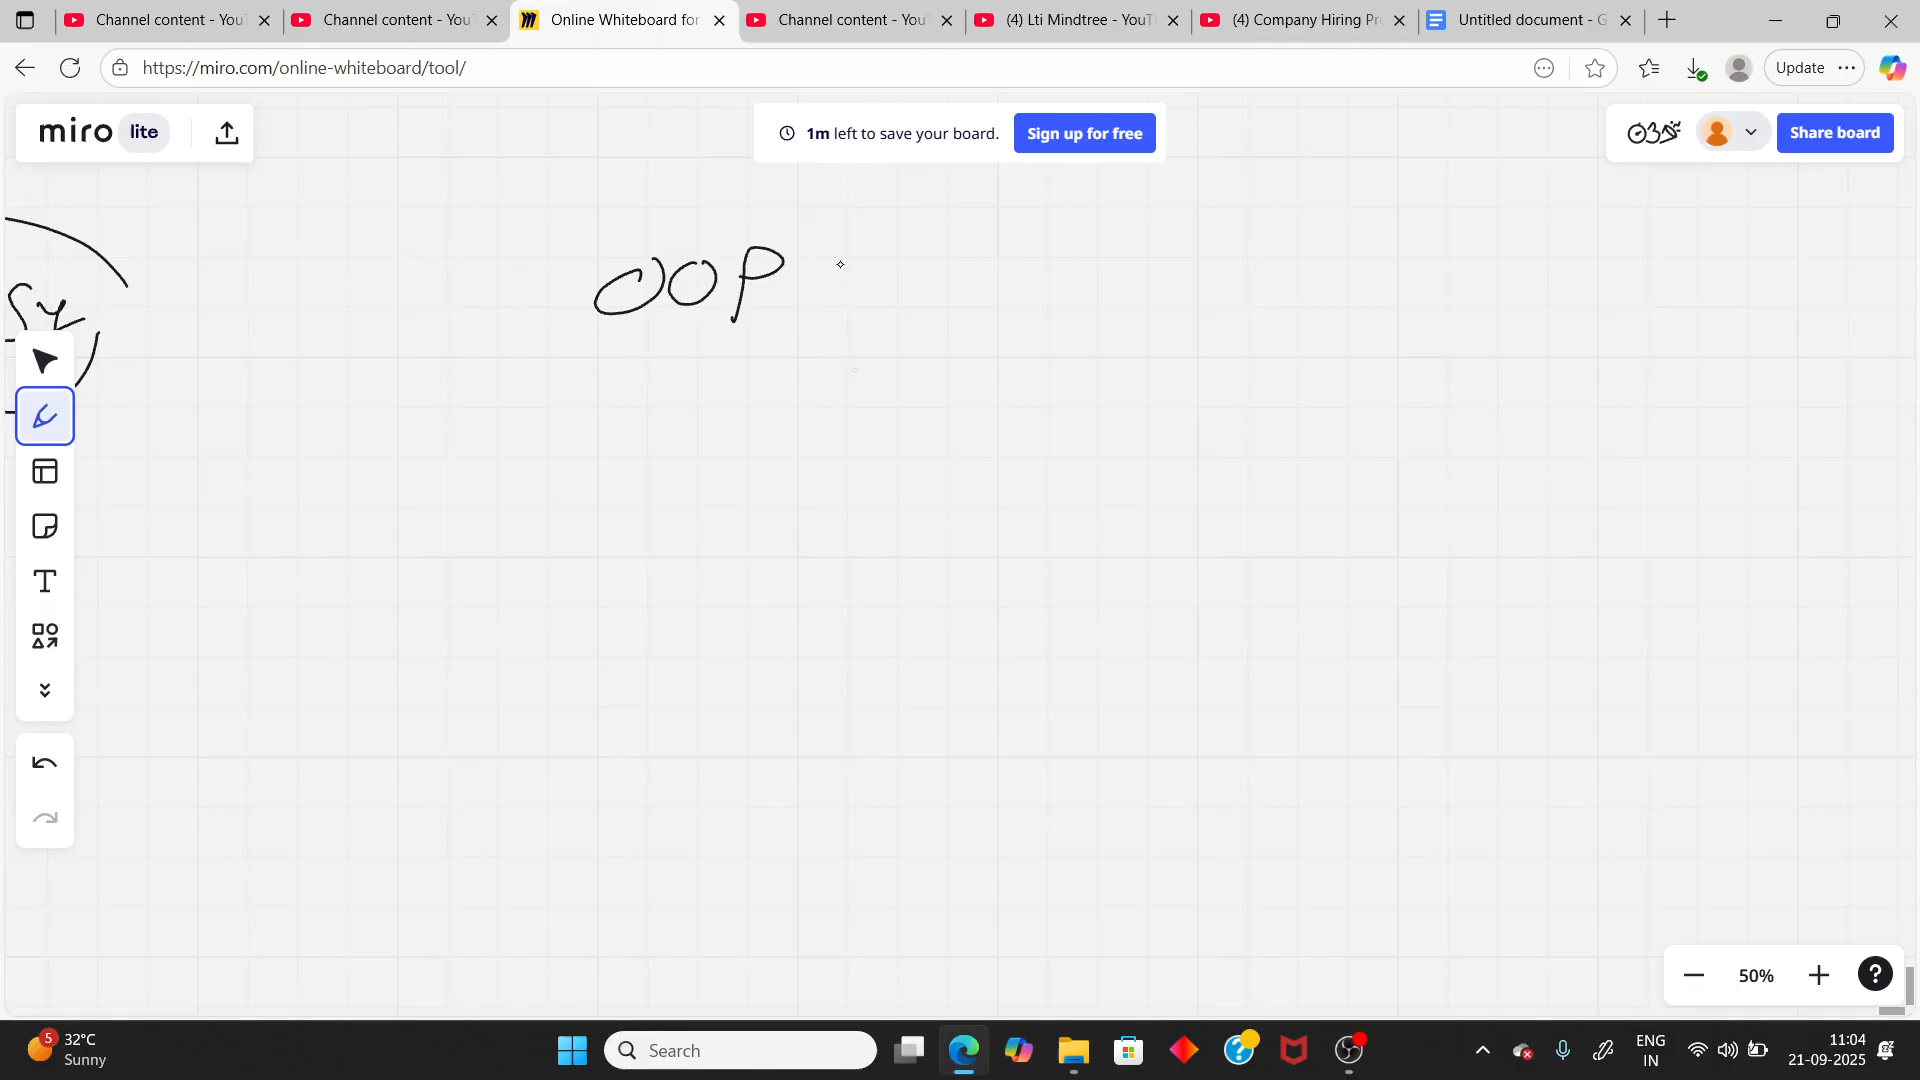 Channel content - You
Channel content - You
Online Whiteboard for
Channel content - You
(4) Lti Mindtree - YouT
(4) Company Hiring Pr
Untitled document - G
https://miro.com/online-whiteboard/tool/
Update
miro lite
1m left to save your board.
Sign up for free
Share board
OOP
Sy
T
50%
?
5
32°C
Sunny
Search
ENG
IN
11:04
21-09-2025